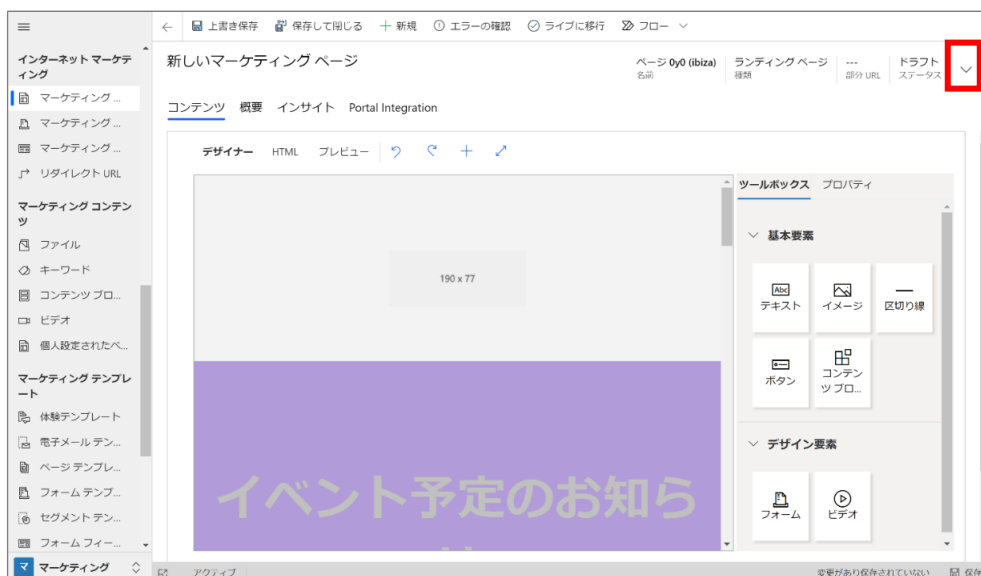 上書き保存 保存して閉じる 新規 エラーの確認 ライブに移行 フロー
インターネット マーケテ
ィング
マーケティング ...
マーケティング ...
マーケティング ...
リダイレクト URL
マーケティング コンテン
ツ
ファイル
キーワード
コンテンツ ブロ...
ビデオ
個人設定されたペ...
マーケティング テンプレ
ート
体験テンプレート
電子メール テン...
ページ テンプレ...
フォーム テンプ...
セグメント テン...
フォーム フィー...
マ マーケティング
新しいマーケティング ページ
ページ 0y0 (ibiza) ランディング ページ --- ドラフト
名前 種類 部分 URL ステータス
コンテンツ 概要 インサイト Portal Integration
デザイナー HTML プレビュー
190 x 77
イベント予定のお知ら
ツールボックス プロパティ
基本要素
Abc
テキスト イメージ 区切り線
ボタン コンテン
ツ ブロ...
デザイン要素
フォーム ビデオ
アクティブ 変更があり保存されていない 保存